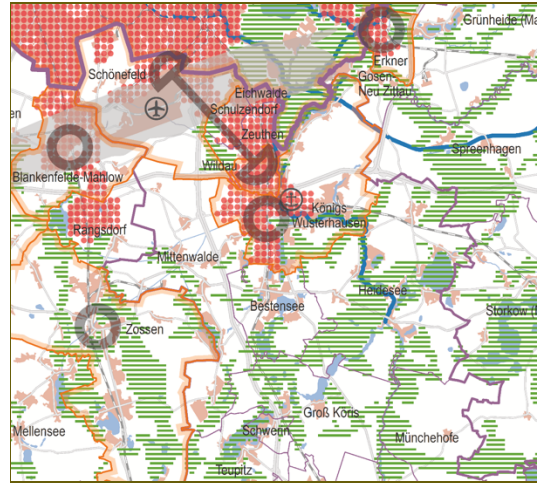 Grünheide (Ma
Erkner
Schönefeld
Gosen-
Neu Zittau
Eichwalde
Schulzendorf
Zeuthen
Spreenhagen
en
Wildau
Blankenfelde-Mahlow
Königs
Wusterhausen
Rangsdorf
Mittenwalde
Heidesee
Bestensee
Storkow (
Zossen
Groß Köris
Mellensee
Schwerin
Münchehofe
Teupitz